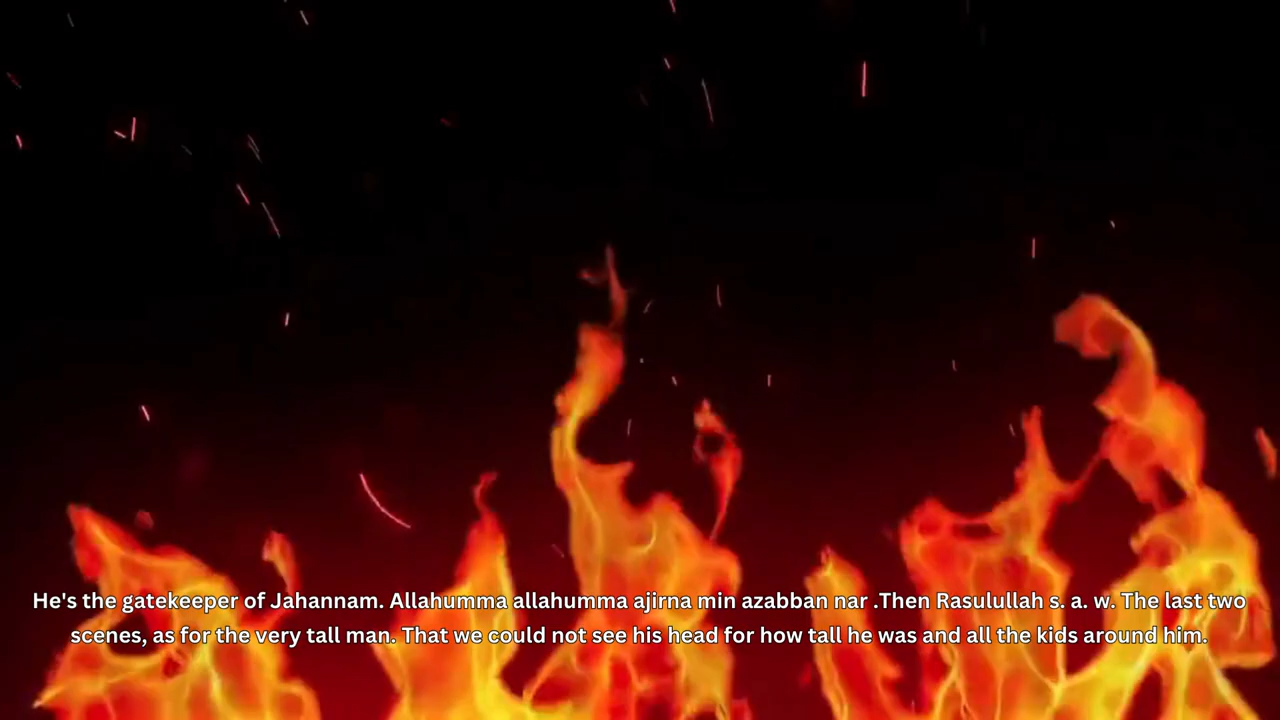 He's the gatekeeper of Jahannam. Allahumma allahumma ajirna min azabban nar .Then Rasulullah s. a. w. The last two
scenes, as for the very tall man. That we could not see his head for how tall he was and all the kids around him.